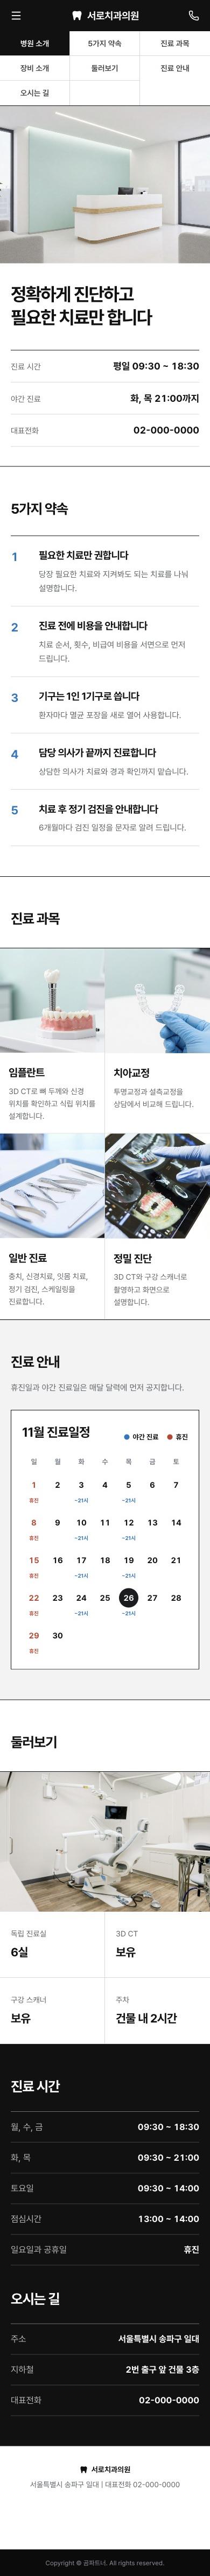 서로치과의원
병원 소개
5가지 약속
진료 과목
장비 소개
둘러보기
진료 안내
오시는 길
정확하게 진단하고
필요한 치료만 합니다
진료 시간
평일 09:30 ~ 18:30
야간 진료
화, 목 21:00까지
대표전화
02-000-0000
5가지 약속
1
필요한 치료만 권합니다
당장 필요한 치료와 지켜봐도 되는 치료를 나눠
설명합니다.
2
진료 전에 비용을 안내합니다
치료 순서, 횟수, 비급여 비용을 서면으로 먼저
드립니다.
3
기구는 1인 1기구로 씁니다
환자마다 멸균 포장을 새로 열어 사용합니다.
4
담당 의사가 끝까지 진료합니다
상담한 의사가 치료와 경과 확인까지 맡습니다.
5
치료 후 정기 검진을 안내합니다
6개월마다 검진 일정을 문자로 알려 드립니다.
진료 과목
임플란트
3D CT로 뼈 두께와 신경
위치를 확인하고 식립 위치를
설계합니다.
치아교정
투명교정과 설측교정을
상담에서 비교해 드립니다.
일반 진료
충치, 신경치료, 잇몸 치료,
정기 검진, 스케일링을
진료합니다.
정밀 진단
3D CT와 구강 스캐너로
촬영하고 화면으로
설명합니다.
진료 안내
휴진일과 야간 진료일은 매달 달력에 먼저 공지합니다.
11월 진료일정
야간 진료
휴진
일 월 화 수 목 금 토
1 2 3 4 5 6 7
휴진 ~21시 ~21시
8 9 10 11 12 13 14
휴진 ~21시 ~21시
15 16 17 18 19 20 21
휴진 ~21시 ~21시
22 23 24 25 26 27 28
휴진 ~21시 ~21시
29 30
휴진
둘러보기
독립 진료실
6실
3D CT
보유
구강 스캐너
보유
주차
건물 내 2시간
진료 시간
월, 수, 금
09:30 ~ 18:30
화, 목
09:30 ~ 21:00
토요일
09:30 ~ 14:00
점심시간
13:00 ~ 14:00
일요일과 공휴일
휴진
오시는 길
주소
서울특별시 송파구 일대
지하철
2번 출구 앞 건물 3층
대표전화
02-000-0000
서로치과의원
서울특별시 송파구 일대 | 대표전화 02-000-0000
Copyright © 곰파트너. All rights reserved.